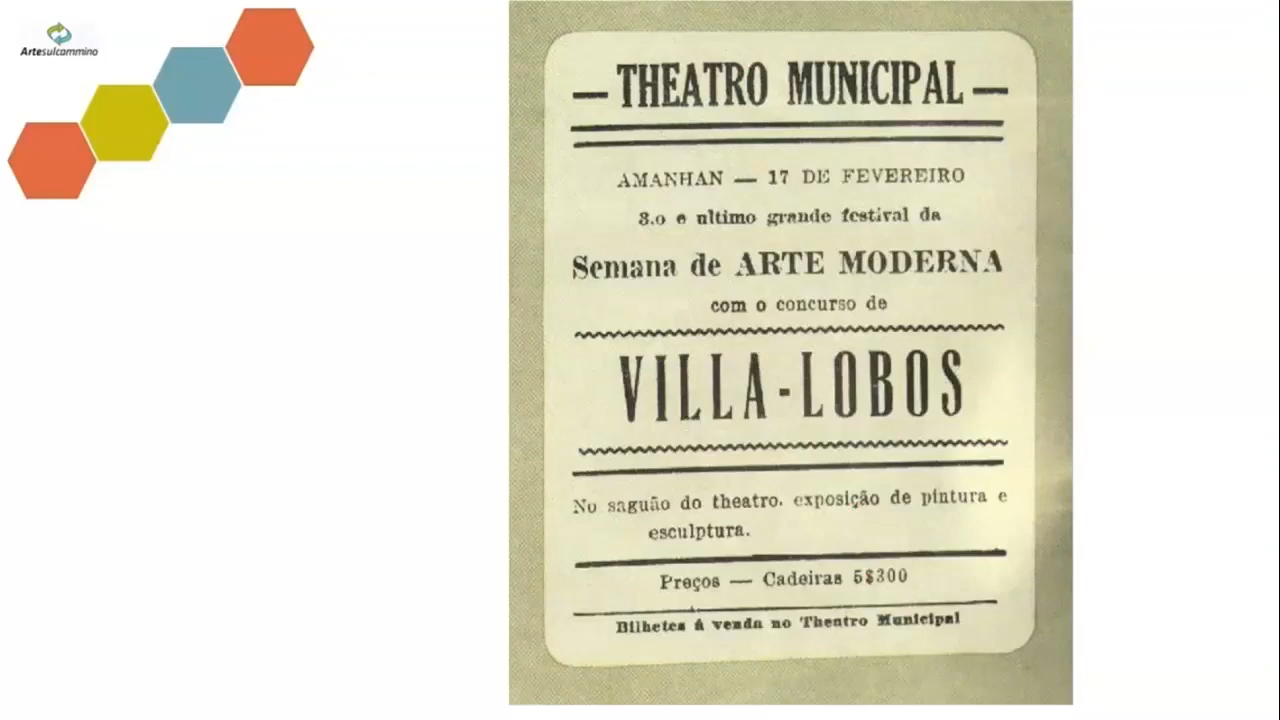 Artesulcammino
— THEATRO MUNICIPAL —
AMANHAN — 17 DE FEVEREIRO
3.o e ultimo grande festival da
Semana de ARTE MODERNA
com o concurso de
VILLA-LOBOS
No saguão do theatro. exposição de pintura e
esculptura.
Preços — Cadeiras 5$300
Bilhetes á venda no Theatro Municipal